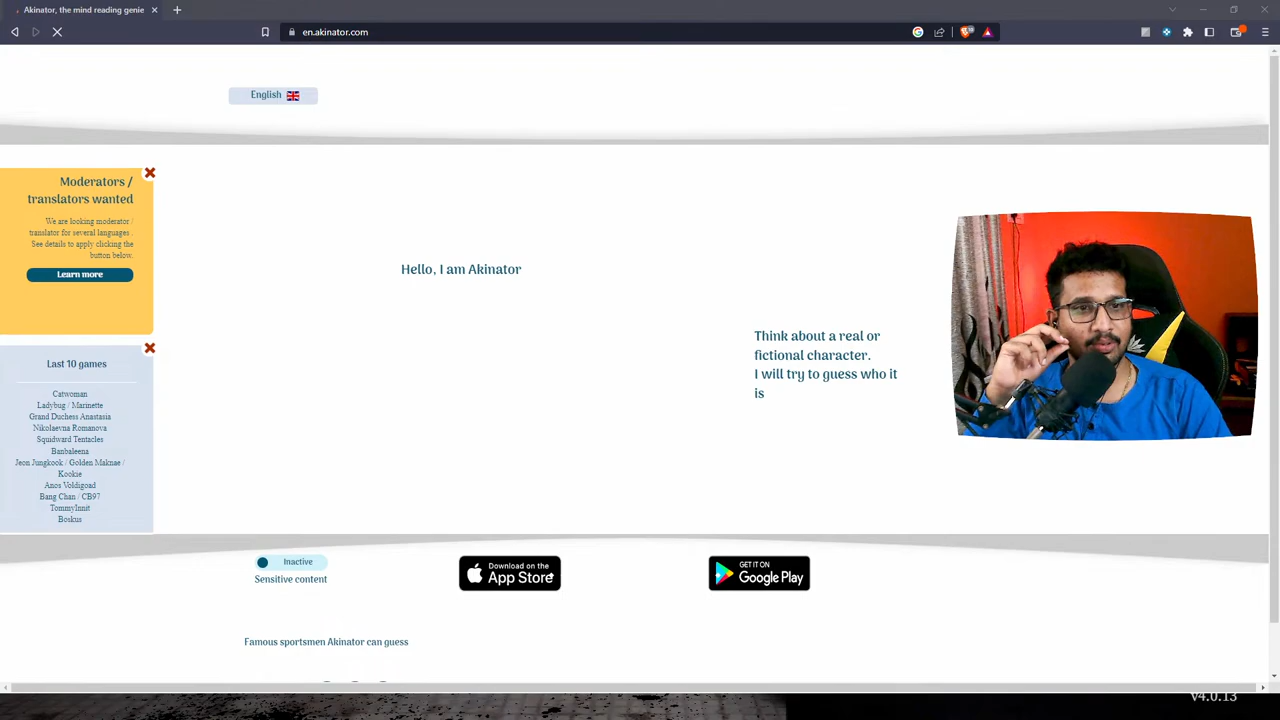 Akinator, the mind reading genie
en.akinator.com
English
Moderators /
translators wanted
We are looking moderator /
translator for several languages .
See details to apply clicking the
button below.
Learn more
Hello, I am Akinator
Think about a real or
fictional character.
I will try to guess who it
is
Last 10 games
Catwoman
Ladybug / Marinette
Grand Duchess Anastasia
Nikolaevna Romanova
Squidward Tentacles
Banbaleena
Jeon Jungkook / Golden Maknae /
Kookie
Anos Voldigoad
Bang Chan / CB97
TommyInnit
Boskus
Inactive
Sensitive content
Download on the
App Store
GET IT ON
Google Play
Famous sportsmen Akinator can guess
v4.0.13